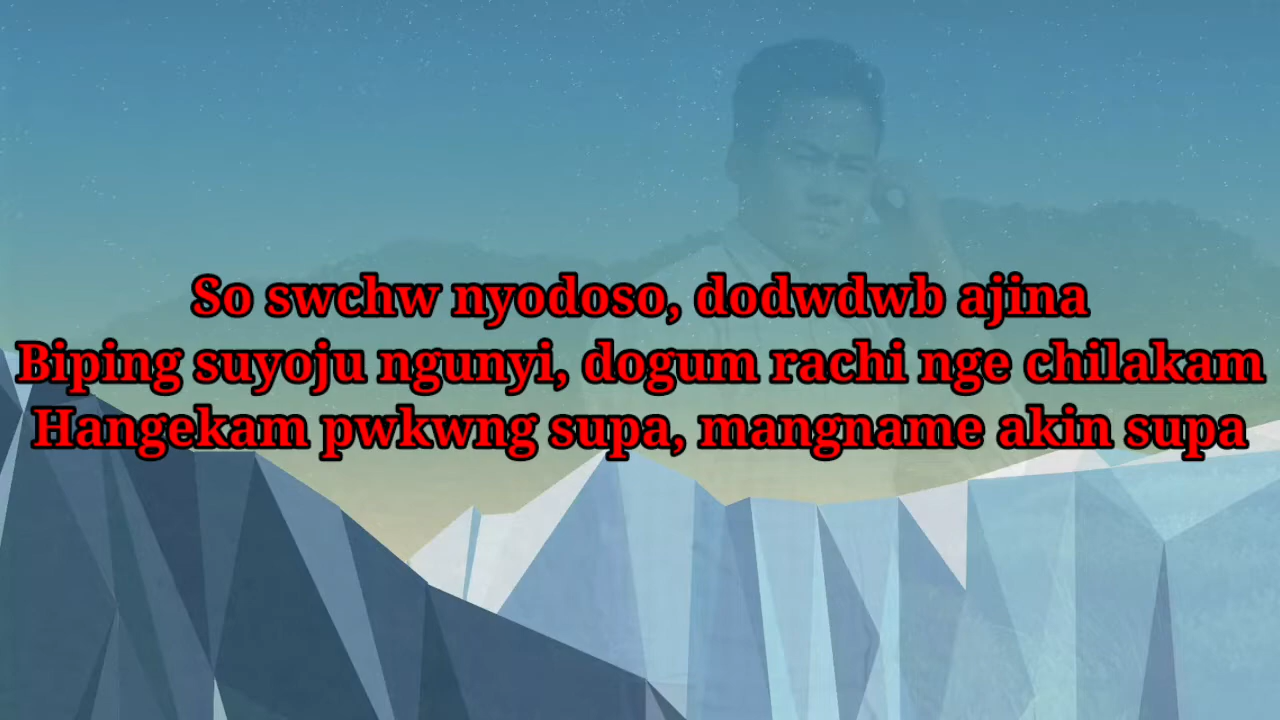 So swchw nyodoso, dodwdwb ajina
Biping suyoju ngunyi, dogum rachi nge chilakam
Hangekam pwkwng supa, mangname akin supa